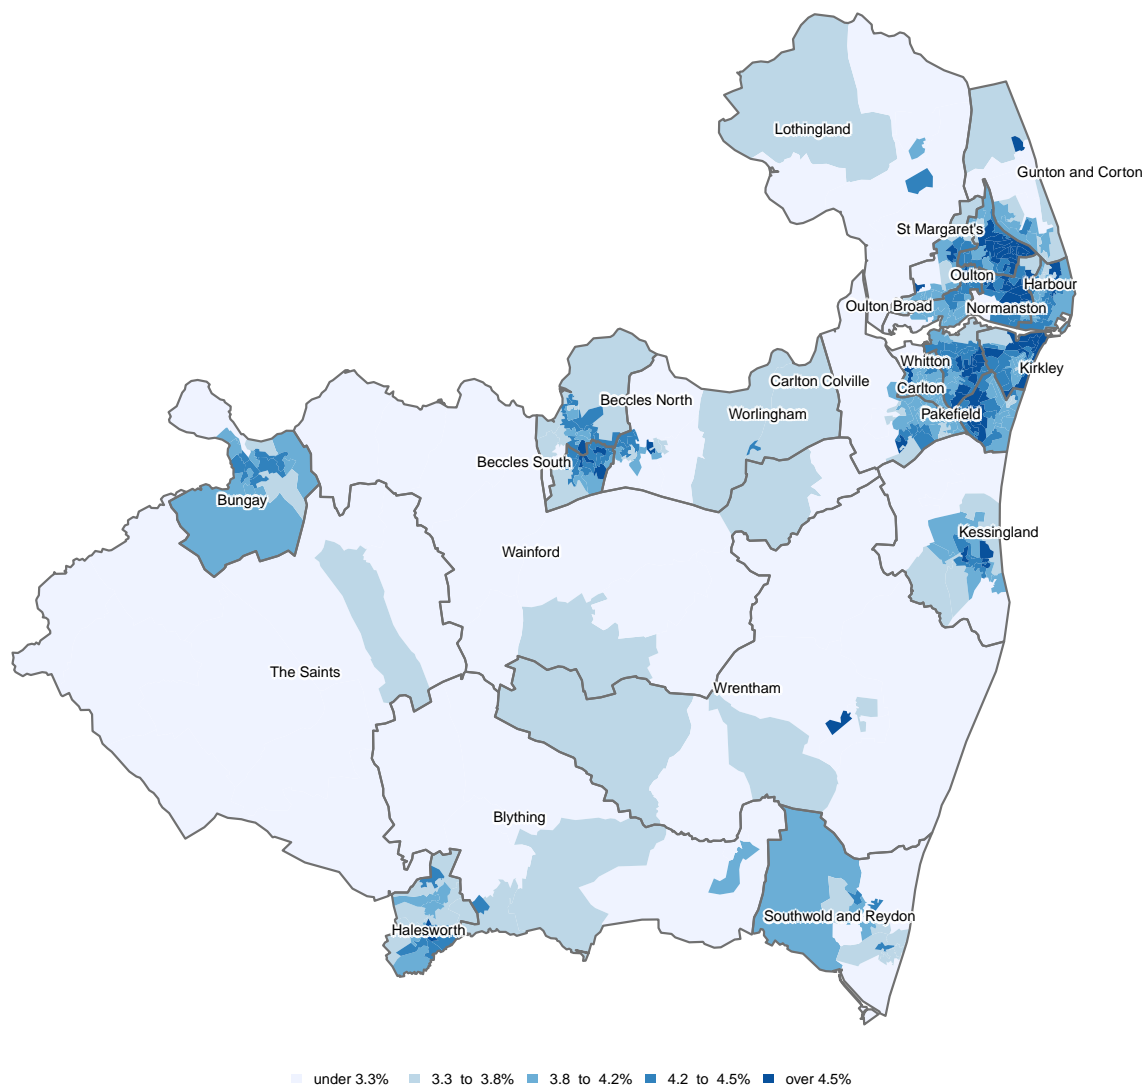 Lothingland
Gunton and Corton
St Margaret's
Oulton
Harbour
Oulton Broad
Normanston
Whitton
Kirkley
Carlton Colville
Carlton
Beccles North
Worlingham
Pakefield
Beccles South
Bungay
Kessingland
Wainford
The Saints
Wrentham
Blything
Southwold and Reydon
Halesworth
under 3.3% 3.3 to 3.8% 3.8 to 4.2% 4.2 to 4.5% over 4.5%